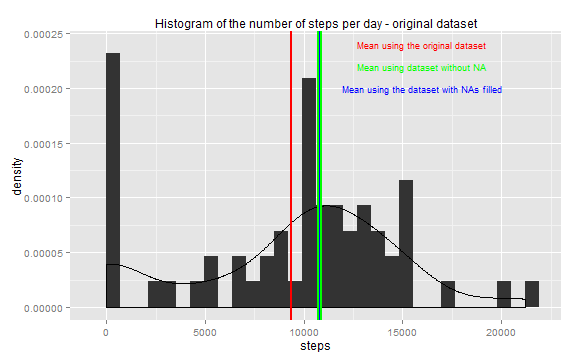 Histogram of the number of steps per day - original dataset
0.00025
0.00020
0.00015
0.00010
0.00005
0.00000
density
Mean using the original dataset
Mean using dataset without NA
Mean using the dataset with NAs filled
0
5000
10000
15000
20000
steps